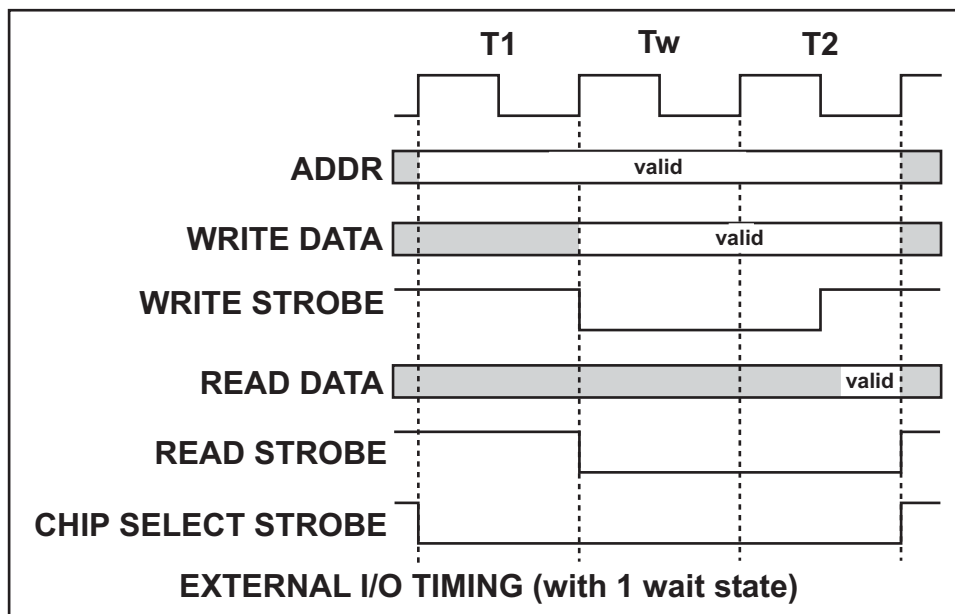 T1 Tw T2
ADDR valid
WRITE DATA valid
WRITE STROBE
READ DATA valid
READ STROBE
CHIP SELECT STROBE
EXTERNAL I/O TIMING (with 1 wait state)